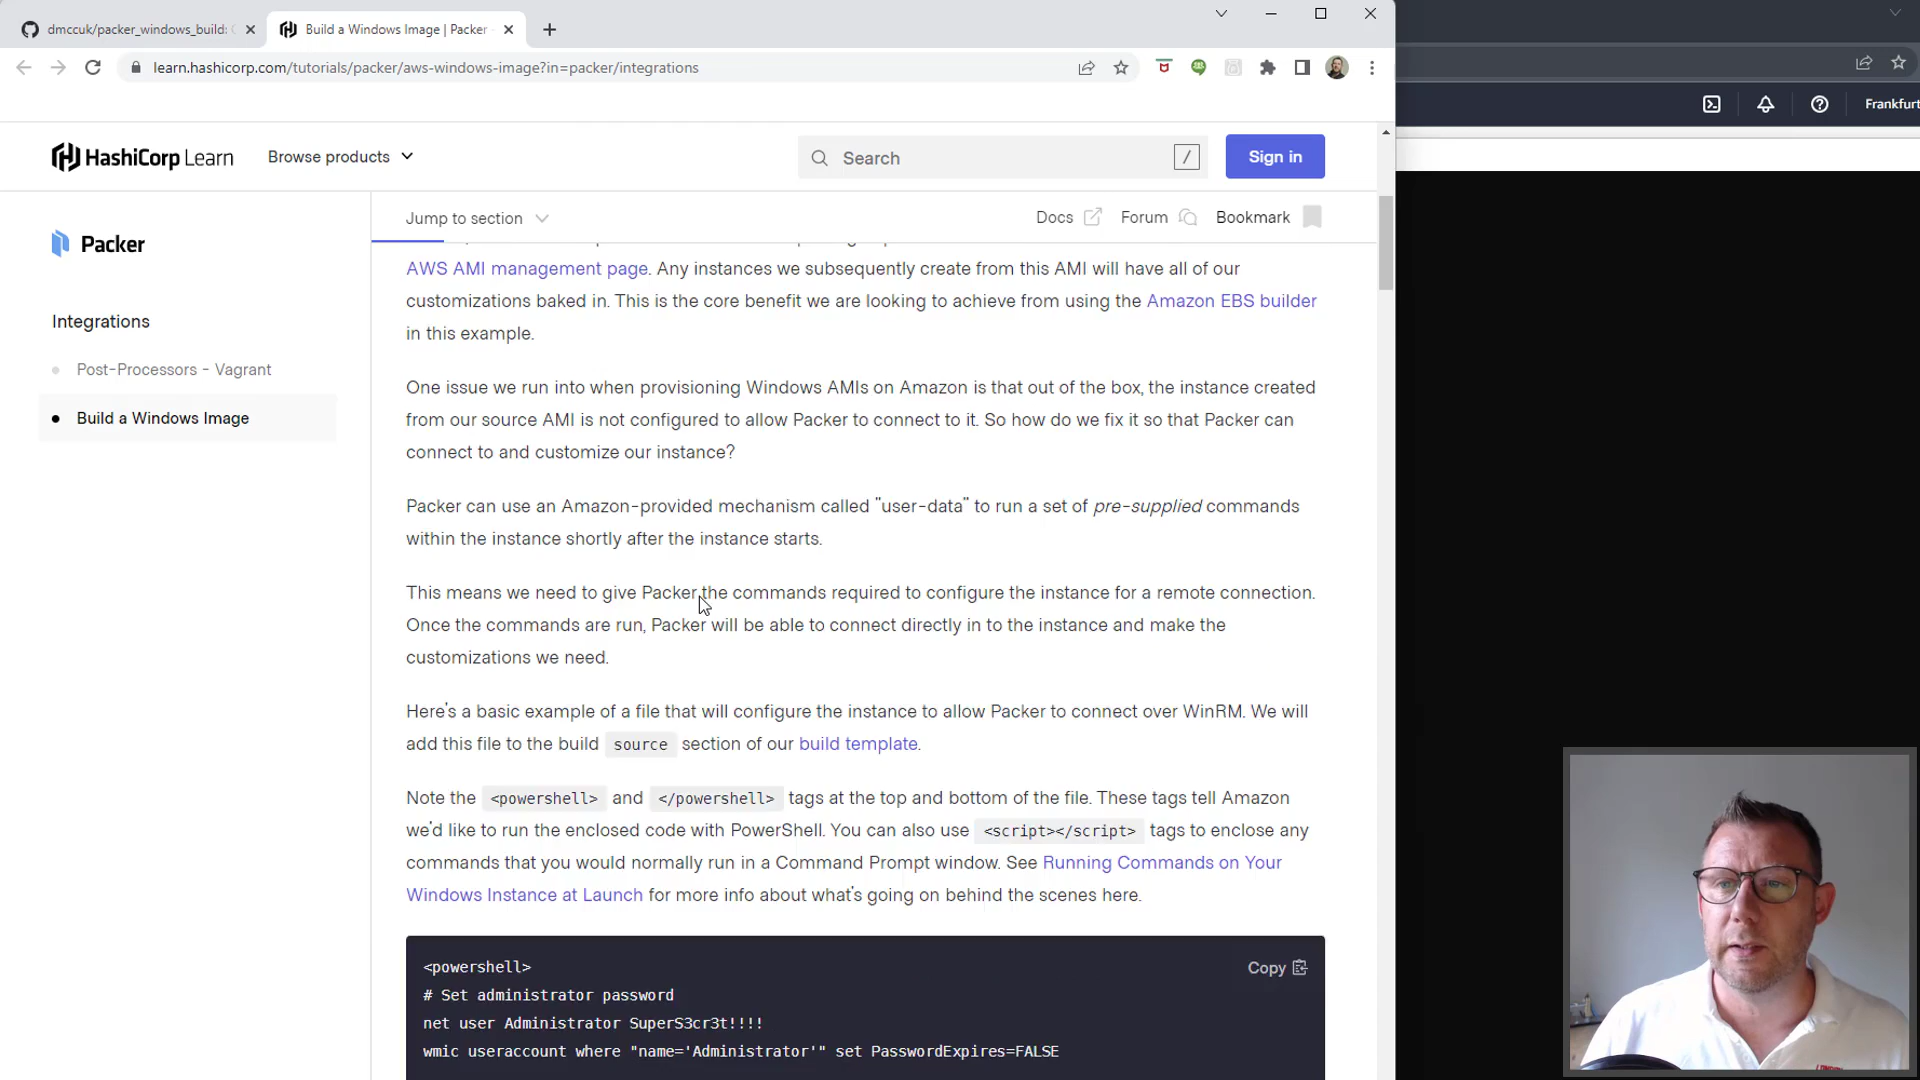 dmccuk/packer_windows_build:
Build a Windows Image | Packer
learn.hashicorp.com/tutorials/packer/aws-windows-image?in=packer/integrations
Frankfurt
HashiCorp Learn
Browse products
Search
/
Sign in
Jump to section
Docs
Forum
Bookmark
Packer
Integrations
Post-Processors - Vagrant
Build a Windows Image
AWS AMI management page. Any instances we subsequently create from this AMI will have all of our
customizations baked in. This is the core benefit we are looking to achieve from using the Amazon EBS builder
in this example.
One issue we run into when provisioning Windows AMIs on Amazon is that out of the box, the instance created
from our source AMI is not configured to allow Packer to connect to it. So how do we fix it so that Packer can
connect to and customize our instance?
Packer can use an Amazon-provided mechanism called "user-data" to run a set of pre-supplied commands
within the instance shortly after the instance starts.
This means we need to give Packer the commands required to configure the instance for a remote connection.
Once the commands are run, Packer will be able to connect directly in to the instance and make the
customizations we need.
Here's a basic example of a file that will configure the instance to allow Packer to connect over WinRM. We will
add this file to the build source section of our build template.
Note the <powershell> and </powershell> tags at the top and bottom of the file. These tags tell Amazon
we'd like to run the enclosed code with PowerShell. You can also use <script></script> tags to enclose any
commands that you would normally run in a Command Prompt window. See Running Commands on Your
Windows Instance at Launch for more info about what's going on behind the scenes here.
Copy
<powershell>
# Set administrator password
net user Administrator SuperS3cr3t!!!!
wmic useraccount where "name='Administrator'" set PasswordExpires=FALSE